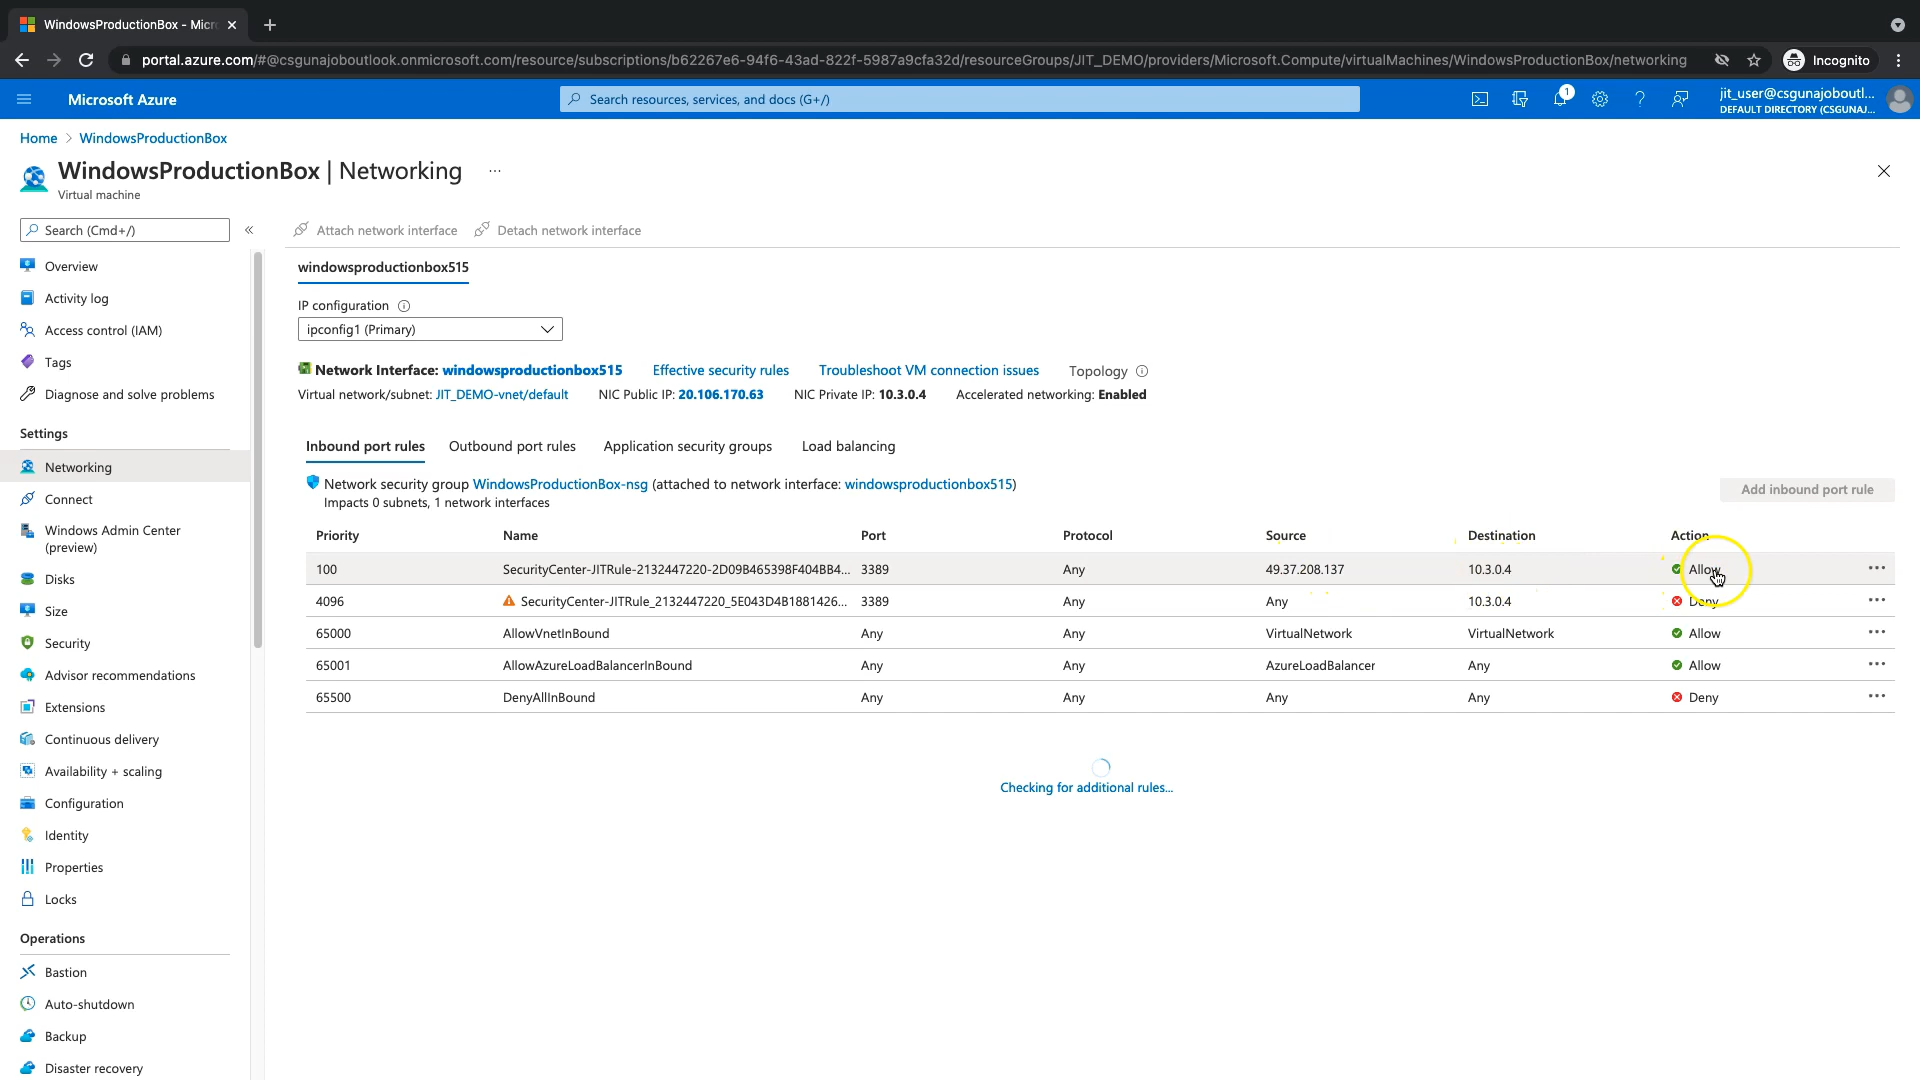 WindowsProductionBox - Micr
portal.azure.com/#@csgunajoboutlook.onmicrosoft.com/resource/subscriptions/b62267e6-94f6-43ad-822f-5987a9cfa32d/resourceGroups/JIT_DEMO/providers/Microsoft.Compute/virtualMachines/WindowsProductionBox/networking
Incognito
Microsoft Azure
Search resources, services, and docs (G+/)
1
jit_user@csgunajoboutl...
DEFAULT DIRECTORY (CSGUNAJ...
Home > WindowsProductionBox
WindowsProductionBox | Networking ...
Virtual machine
Search (Cmd+/)
«
Overview
Activity log
Access control (IAM)
Tags
Diagnose and solve problems
Settings
Networking
Connect
Windows Admin Center
(preview)
Disks
Size
Security
Advisor recommendations
Extensions
Continuous delivery
Availability + scaling
Configuration
Identity
Properties
Locks
Operations
Bastion
Auto-shutdown
Backup
Disaster recovery
Attach network interface Detach network interface
windowsproductionbox515
IP configuration
ipconfig1 (Primary)
Network Interface: windowsproductionbox515 Effective security rules Troubleshoot VM connection issues Topology
Virtual network/subnet: JIT_DEMO-vnet/default NIC Public IP: 20.106.170.63 NIC Private IP: 10.3.0.4 Accelerated networking: Enabled
Inbound port rules Outbound port rules Application security groups Load balancing
Network security group WindowsProductionBox-nsg (attached to network interface: windowsproductionbox515)
Impacts 0 subnets, 1 network interfaces
Add inbound port rule
Priority Name Port Protocol Source Destination Action
100 SecurityCenter-JITRule-2132447220-2D09B465398F404BB4... 3389 Any 49.37.208.137 10.3.0.4 Allow ...
4096 SecurityCenter-JITRule_2132447220_5E043D4B1881426... 3389 Any Any 10.3.0.4 Deny ...
65000 AllowVnetInBound Any Any VirtualNetwork VirtualNetwork Allow ...
65001 AllowAzureLoadBalancerInBound Any Any AzureLoadBalancer Any Allow ...
65500 DenyAllInBound Any Any Any Any Deny ...
Checking for additional rules...